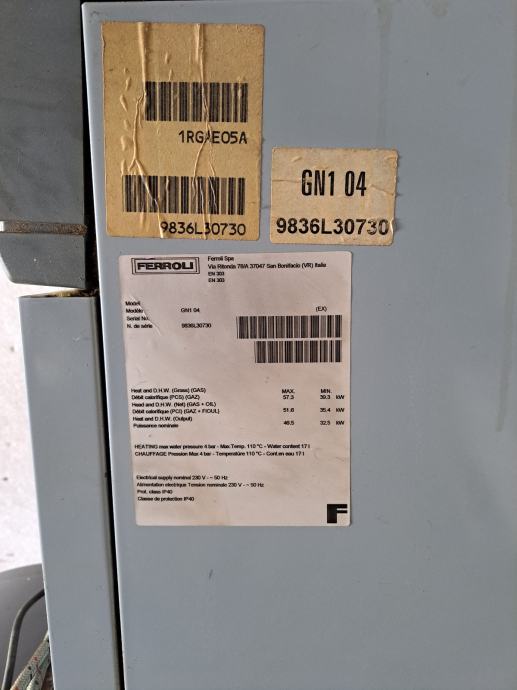 1RGAE05A
9836L30730
GN1 04
9836L30730
FERROLI
Ferroli Spa
Via Ritonda 78/A 37047 San Bonifacio (VR) Italia
EN 303
EN 303
Model
Modèle GN1 04 (EX)
Serial No.
N. de série 9836L30730
MAX. MIN.
Heat and D.H.W. (Gross) (GAS)
Débit calorifique (PCS) (GAZ) 57.3 39.3 kW
Head and D.H.W. (Net) (GAS + OIL)
Débit calorifique (PCI) (GAZ + FIOUL) 51.6 35.4 kW
Heat and D.H.W. (Output)
Puissance nominale 46.5 32.5 kW
HEATING max water pressure 4 bar - Max.Temp. 110 °C - Water content 17 l
CHAUFFAGE Pression Max 4 bar - Température 110 °C - Cont.en eau 17 l
Electrical supply nominal 230 V - ~ 50 Hz
Alimentation electrique Tension nominale 230 V - ~ 50 Hz
Prot. class IP40
Classe de protection IP40
F